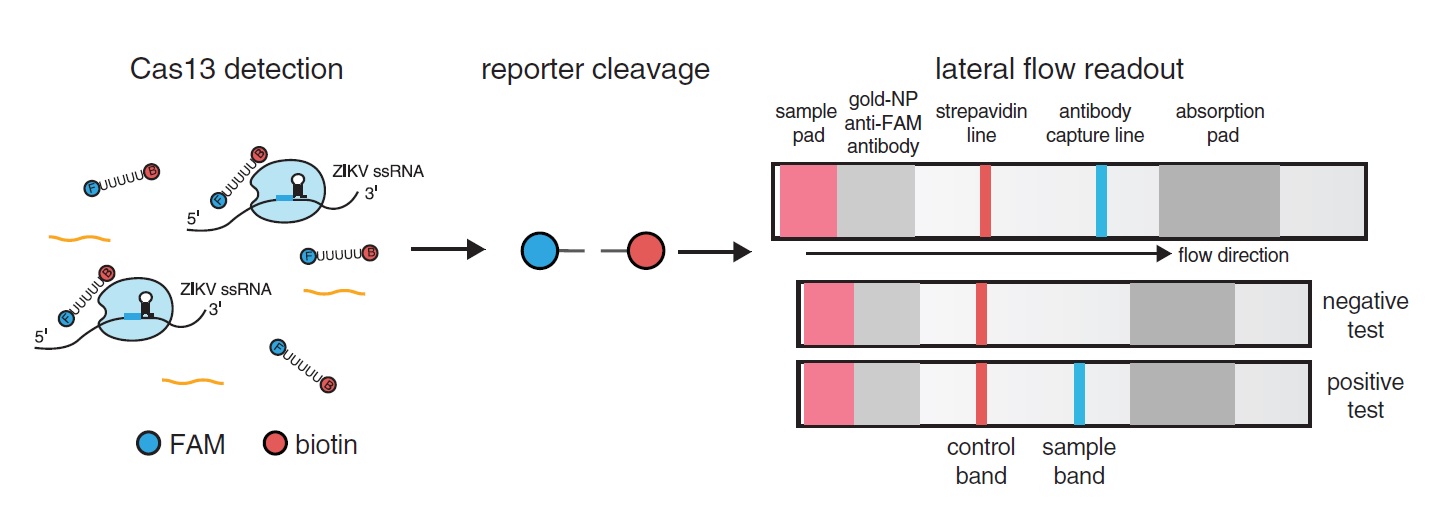 Cas13 detection
reporter cleavage
lateral flow readout
sample
pad
gold-NP
anti-FAM
antibody
strepavidin
line
antibody
capture line
absorption
pad
FUUUUUB
FUUUUUB
ZIKV ssRNA
3'
5'
FUUUUUB
flow direction
FUUUUUB
ZIKV ssRNA
3'
5'
FUUUUUB
negative
test
positive
test
FAM
biotin
control
band
sample
band